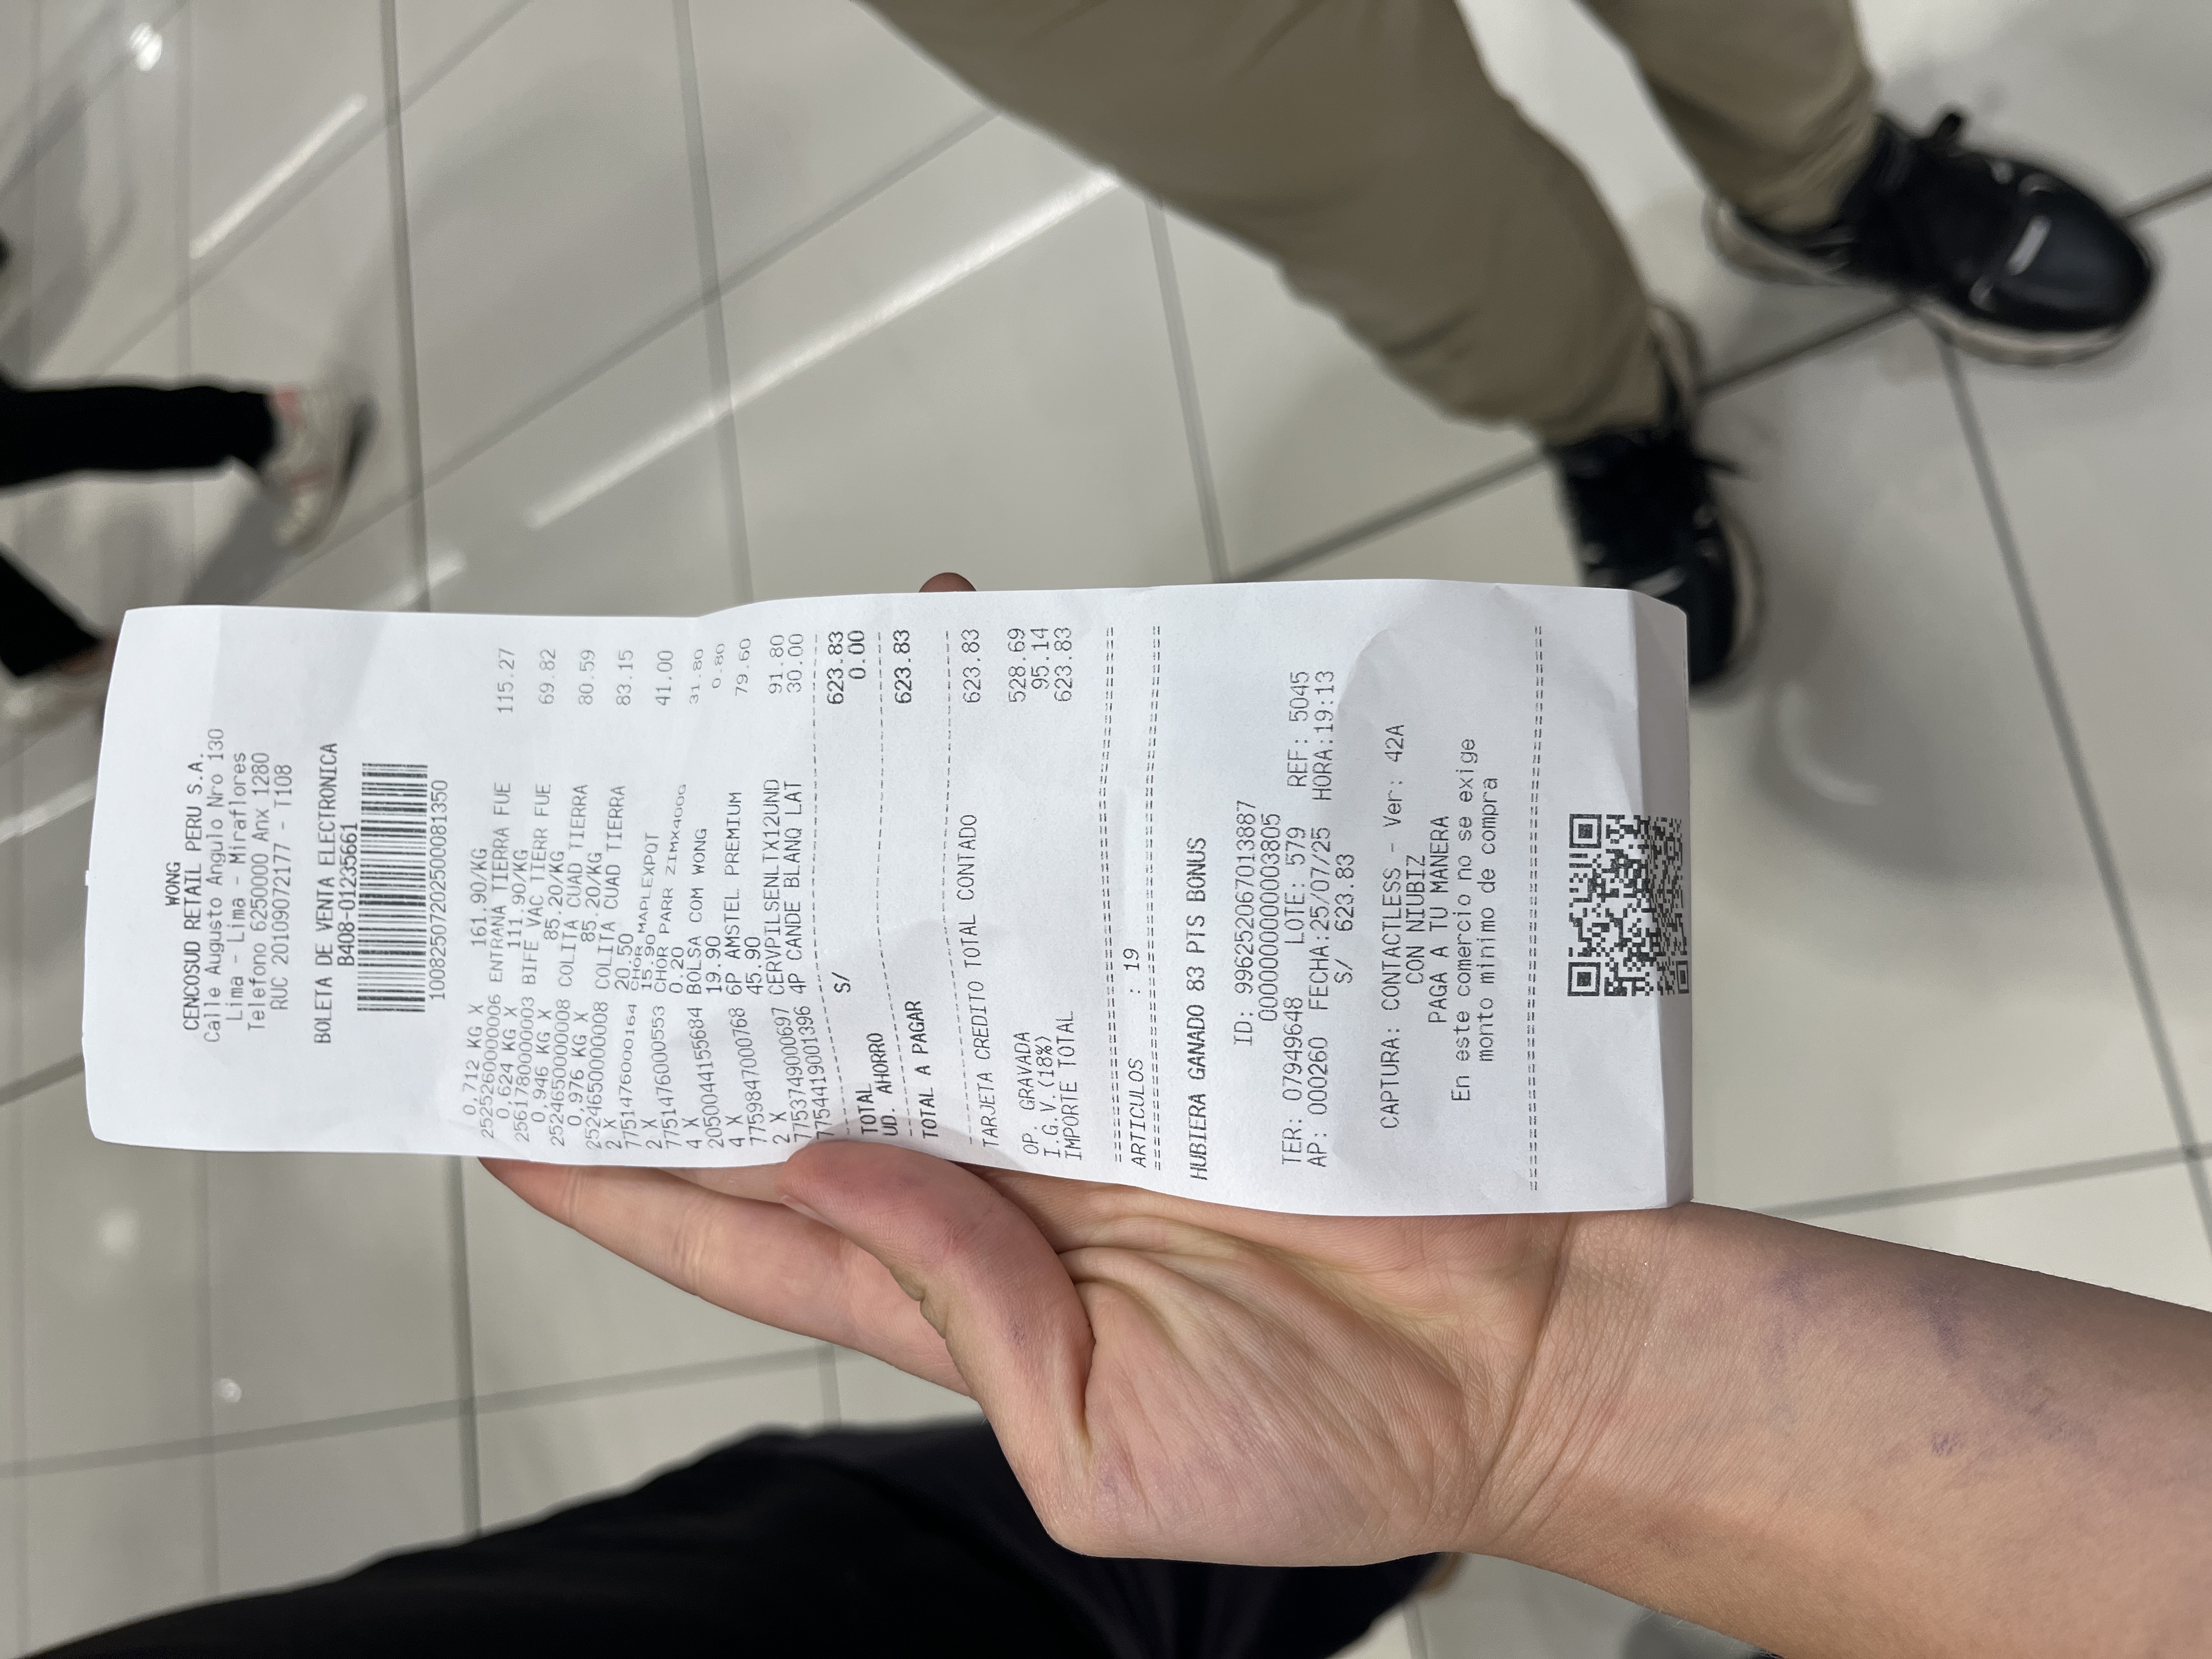 WONG
CENCOSUD RETAIL PERU S.A.
Calle Augusto Angulo Nro 130
Lima - Lima - Miraflores
Telefono 6250000 Anx 1280
RUC 20109072177 - T108
BOLETA DE VENTA ELECTRONICA
B408-01235661
10082507202500081350
0,712 KG X 161.90/KG
2525260000006 ENTRANA TIERRA FUE 115.27
0,624 KG X 111.90/KG
2561780000003 BIFE VAC TIERR FUE 69.82
0,946 KG X 85.20/KG
2524650000008 COLITA CUAD TIERRA 80.59
0,976 KG X 85.20/KG
2524650000008 COLITA CUAD TIERRA 83.15
2 X 20.50
7751476000164 CHOR MAPLEXPQT 41.00
2 X 15.90
7751476000553 CHOR PARR ZIMX400G 31.80
4 X 0.20
2050044155684 BOLSA COM WONG 0.80
4 X 19.90
7759847000768 6P AMSTEL PREMIUM 79.60
2 X 45.90
7753749000697 CERVPILSENLTX12UND 91.80
7754419001396 4P CANDE BLANQ LAT 30.00
TOTAL S/ 623.83
UD. AHORRO 0.00
TOTAL A PAGAR 623.83
TARJETA CREDITO TOTAL CONTADO 623.83
OP. GRAVADA 528.69
I.G.V.(18%) 95.14
IMPORTE TOTAL 623.83
ARTICULOS : 19
HUBIERA GANADO 83 PTS BONUS
ID: 996252067013887
0000000000003805
TER: 07949648 LOTE: 579 REF: 5045
AP: 000260 FECHA:25/07/25 HORA:19:13
S/ 623.83
CAPTURA: CONTACTLESS - Ver: 42A
CON NIUBIZ
PAGA A TU MANERA
En este comercio no se exige
monto minimo de compra